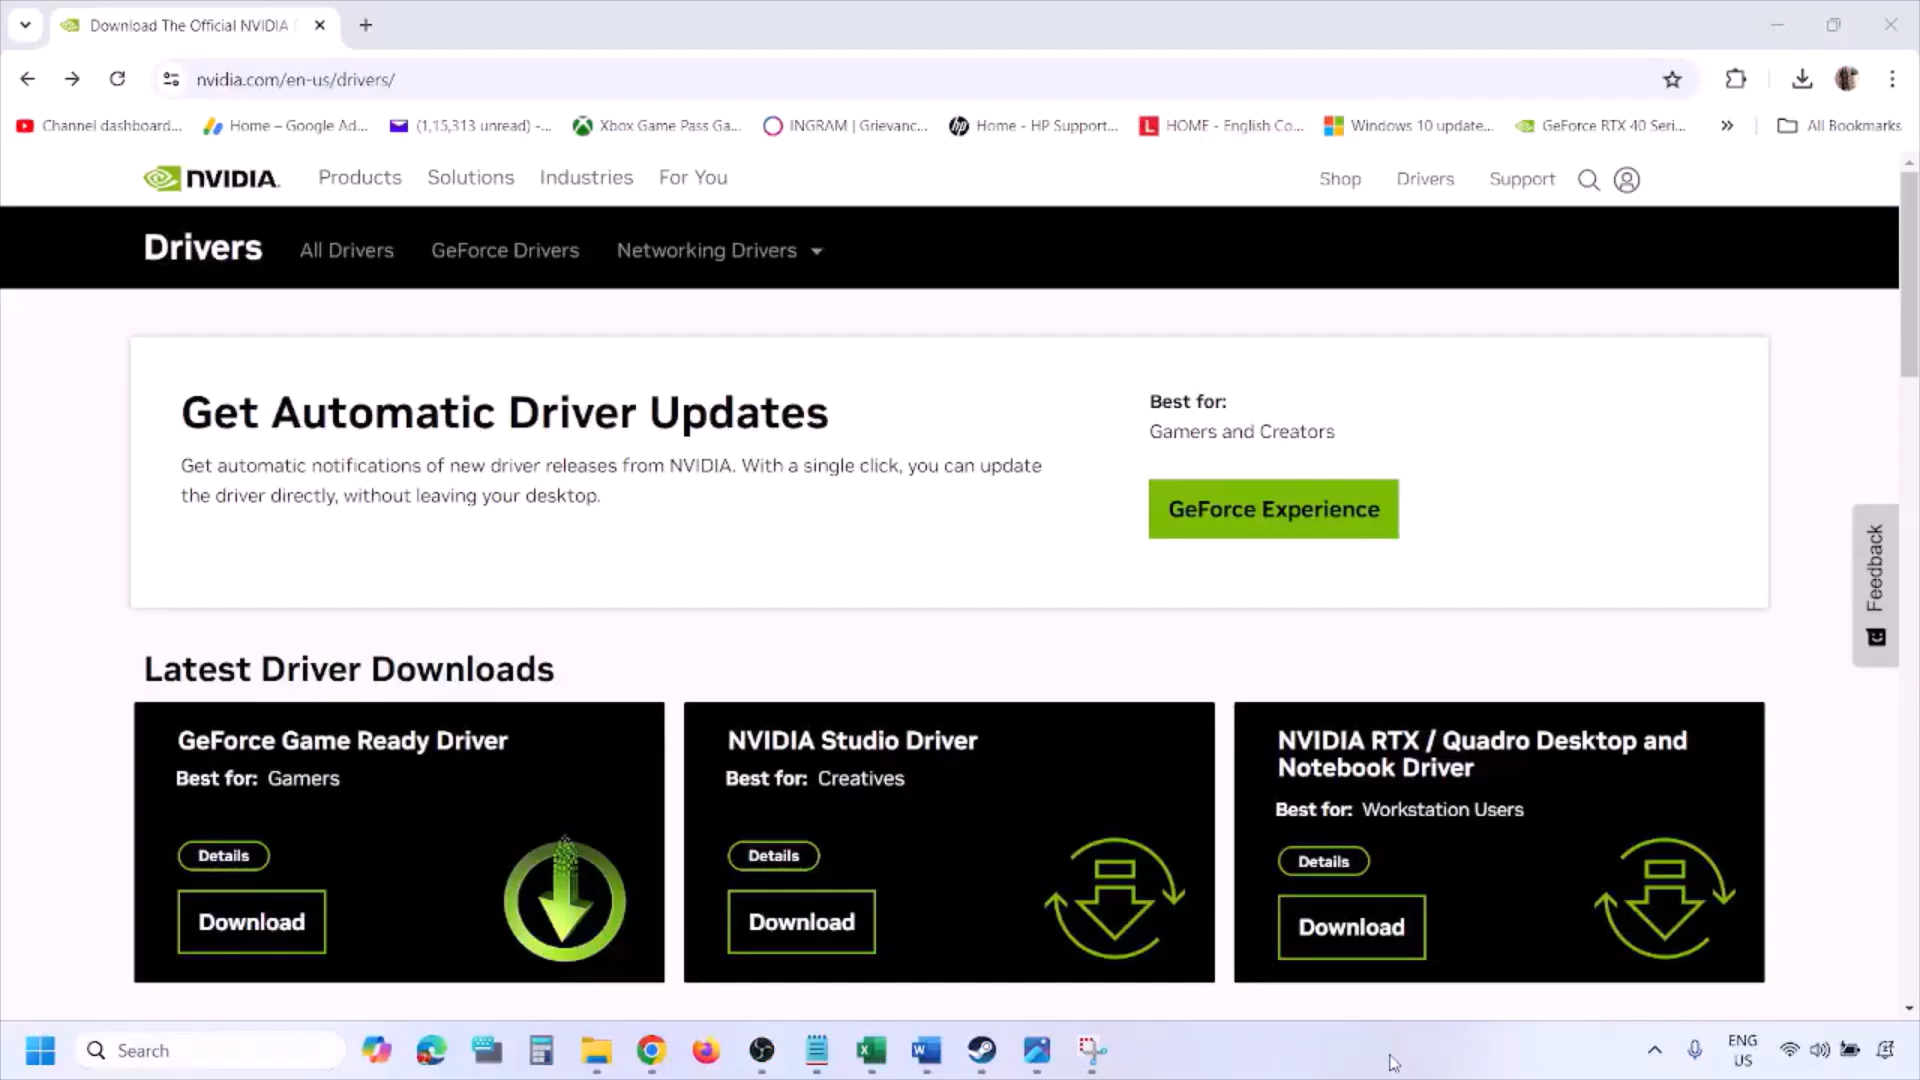 Download The Official NVIDIA
nvidia.com/en-us/drivers/
Channel dashboard...
Home – Google Ad...
(1,15,313 unread) -...
Xbox Game Pass Ga...
INGRAM | Grievanc...
Home - HP Support...
HOME - English Co...
Windows 10 update...
GeForce RTX 40 Seri...
All Bookmarks
NVIDIA.
Products
Solutions
Industries
For You
Shop
Drivers
Support
Drivers
All Drivers
GeForce Drivers
Networking Drivers
Get Automatic Driver Updates
Get automatic notifications of new driver releases from NVIDIA. With a single click, you can update
the driver directly, without leaving your desktop.
Best for:
Gamers and Creators
GeForce Experience
Feedback
Latest Driver Downloads
GeForce Game Ready Driver
Best for: Gamers
Details
Download
NVIDIA Studio Driver
Best for: Creatives
Details
Download
NVIDIA RTX / Quadro Desktop and
Notebook Driver
Best for: Workstation Users
Details
Download
Search
ENG
US